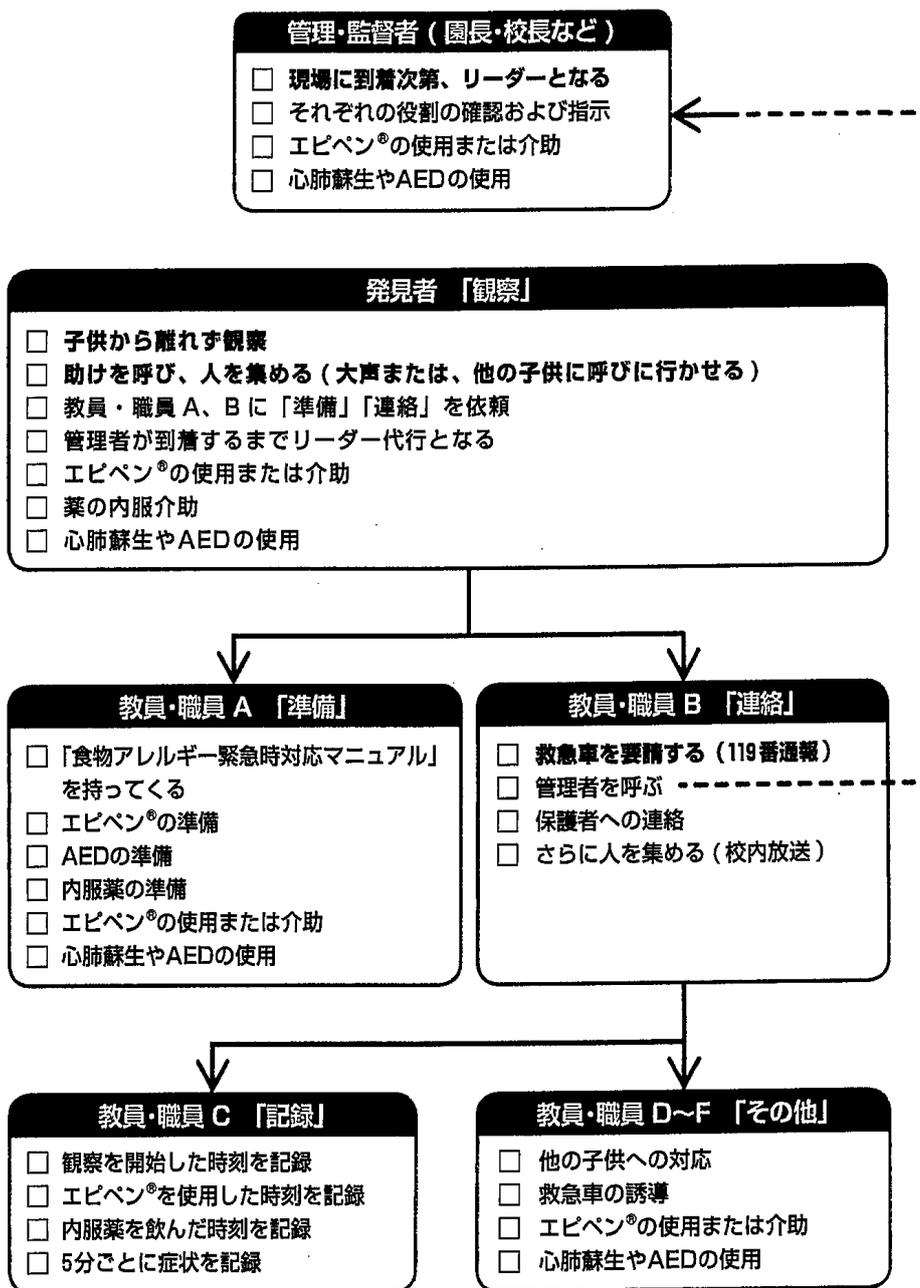 管理・監督者(園長・校長など)
□ 現場に到着次第、リーダーとなる
□ それぞれの役割の確認および指示
□ エピペン®の使用または介助
□ 心肺蘇生やAEDの使用
発見者 「観察」
□ 子供から離れず観察
□ 助けを呼び、人を集める(大声または、他の子供に呼びに行かせる)
□ 教員・職員 A、B に「準備」「連絡」を依頼
□ 管理者が到着するまでリーダー代行となる
□ エピペン®の使用または介助
□ 薬の内服介助
□ 心肺蘇生やAEDの使用
教員・職員 A 「準備」
□ 「食物アレルギー緊急時対応マニュアル」
を持ってくる
□ エピペン®の準備
□ AEDの準備
□ 内服薬の準備
□ エピペン®の使用または介助
□ 心肺蘇生やAEDの使用
教員・職員 B 「連絡」
□ 救急車を要請する(119番通報)
□ 管理者を呼ぶ
□ 保護者への連絡
□ さらに人を集める(校内放送)
教員・職員 C 「記録」
□ 観察を開始した時刻を記録
□ エピペン®を使用した時刻を記録
□ 内服薬を飲んだ時刻を記録
□ 5分ごとに症状を記録
教員・職員 D〜F 「その他」
□ 他の子供への対応
□ 救急車の誘導
□ エピペン®の使用または介助
□ 心肺蘇生やAEDの使用